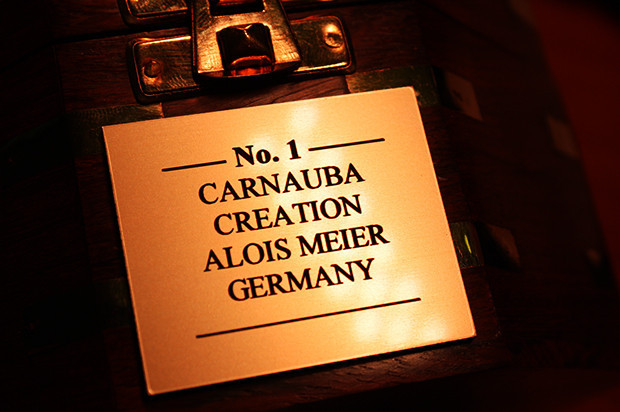 No. 1
CARNAUBA
CREATION
ALOIS MEIER
GERMANY